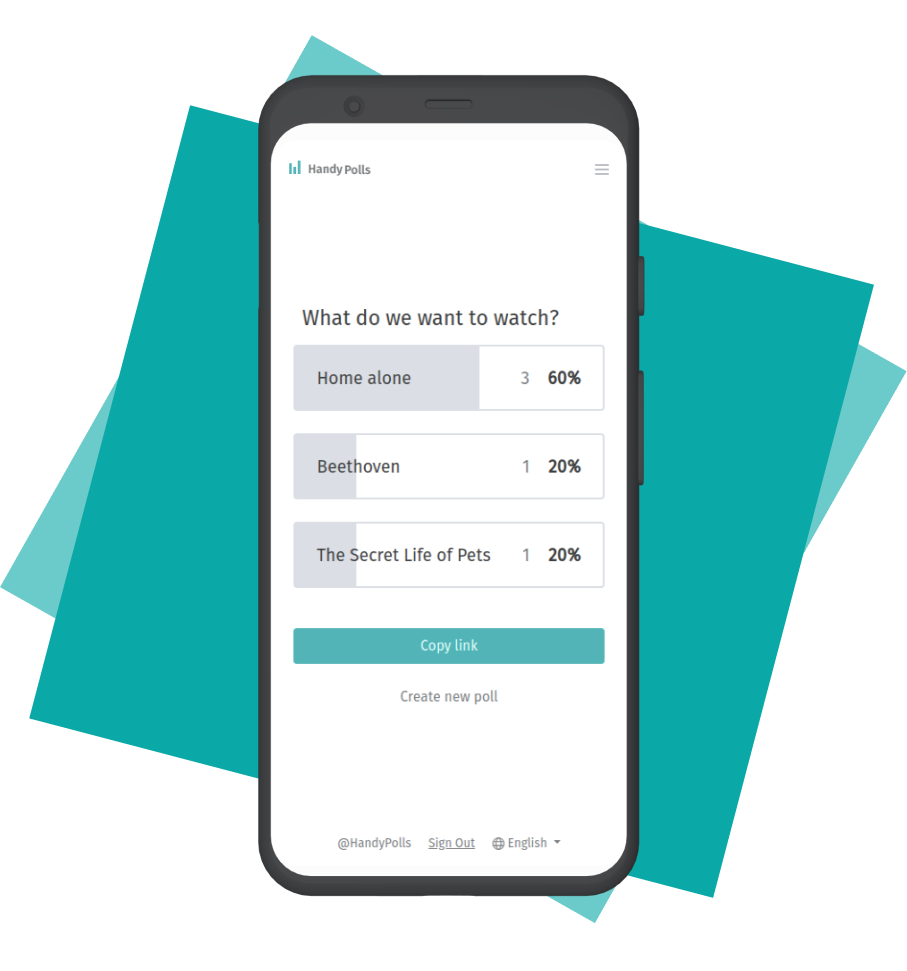 Handy Polls
What do we want to watch?
Home alone 3 60%
Beethoven 1 20%
The Secret Life of Pets 1 20%
Copy link
Create new poll
@HandyPolls Sign Out English